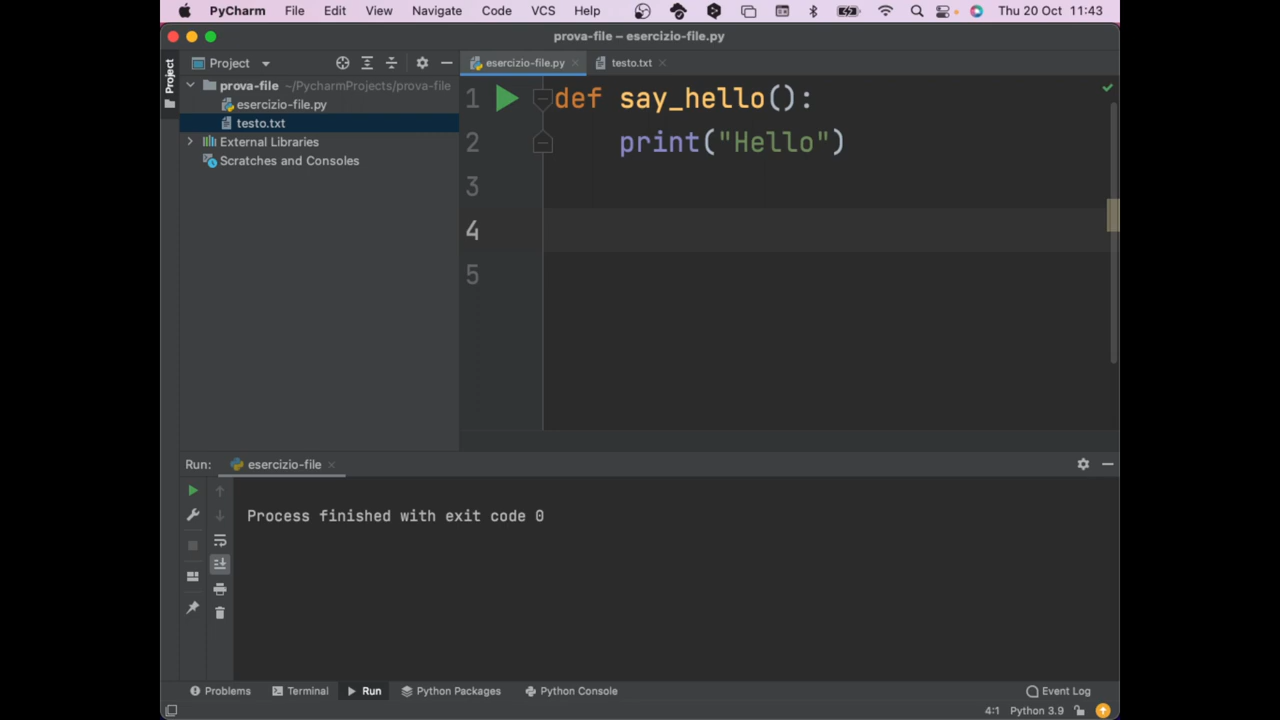 PyCharm File Edit View Navigate Code VCS Help Thu 20 Oct 11:43
prova-file – esercizio-file.py
Project
Project
esercizio-file.py
testo.txt
prova-file ~/PycharmProjects/prova-file
esercizio-file.py
testo.txt
External Libraries
Scratches and Consoles
1 def say_hello():
2 print("Hello")
3
4
5
Run: esercizio-file
Process finished with exit code 0
Problems Terminal Run Python Packages Python Console Event Log
4:1 Python 3.9